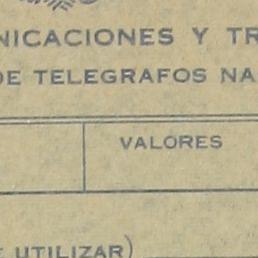 NICACIONES Y TR
DE TELEGRAFOS NA
VALORES
UTILIZAR)